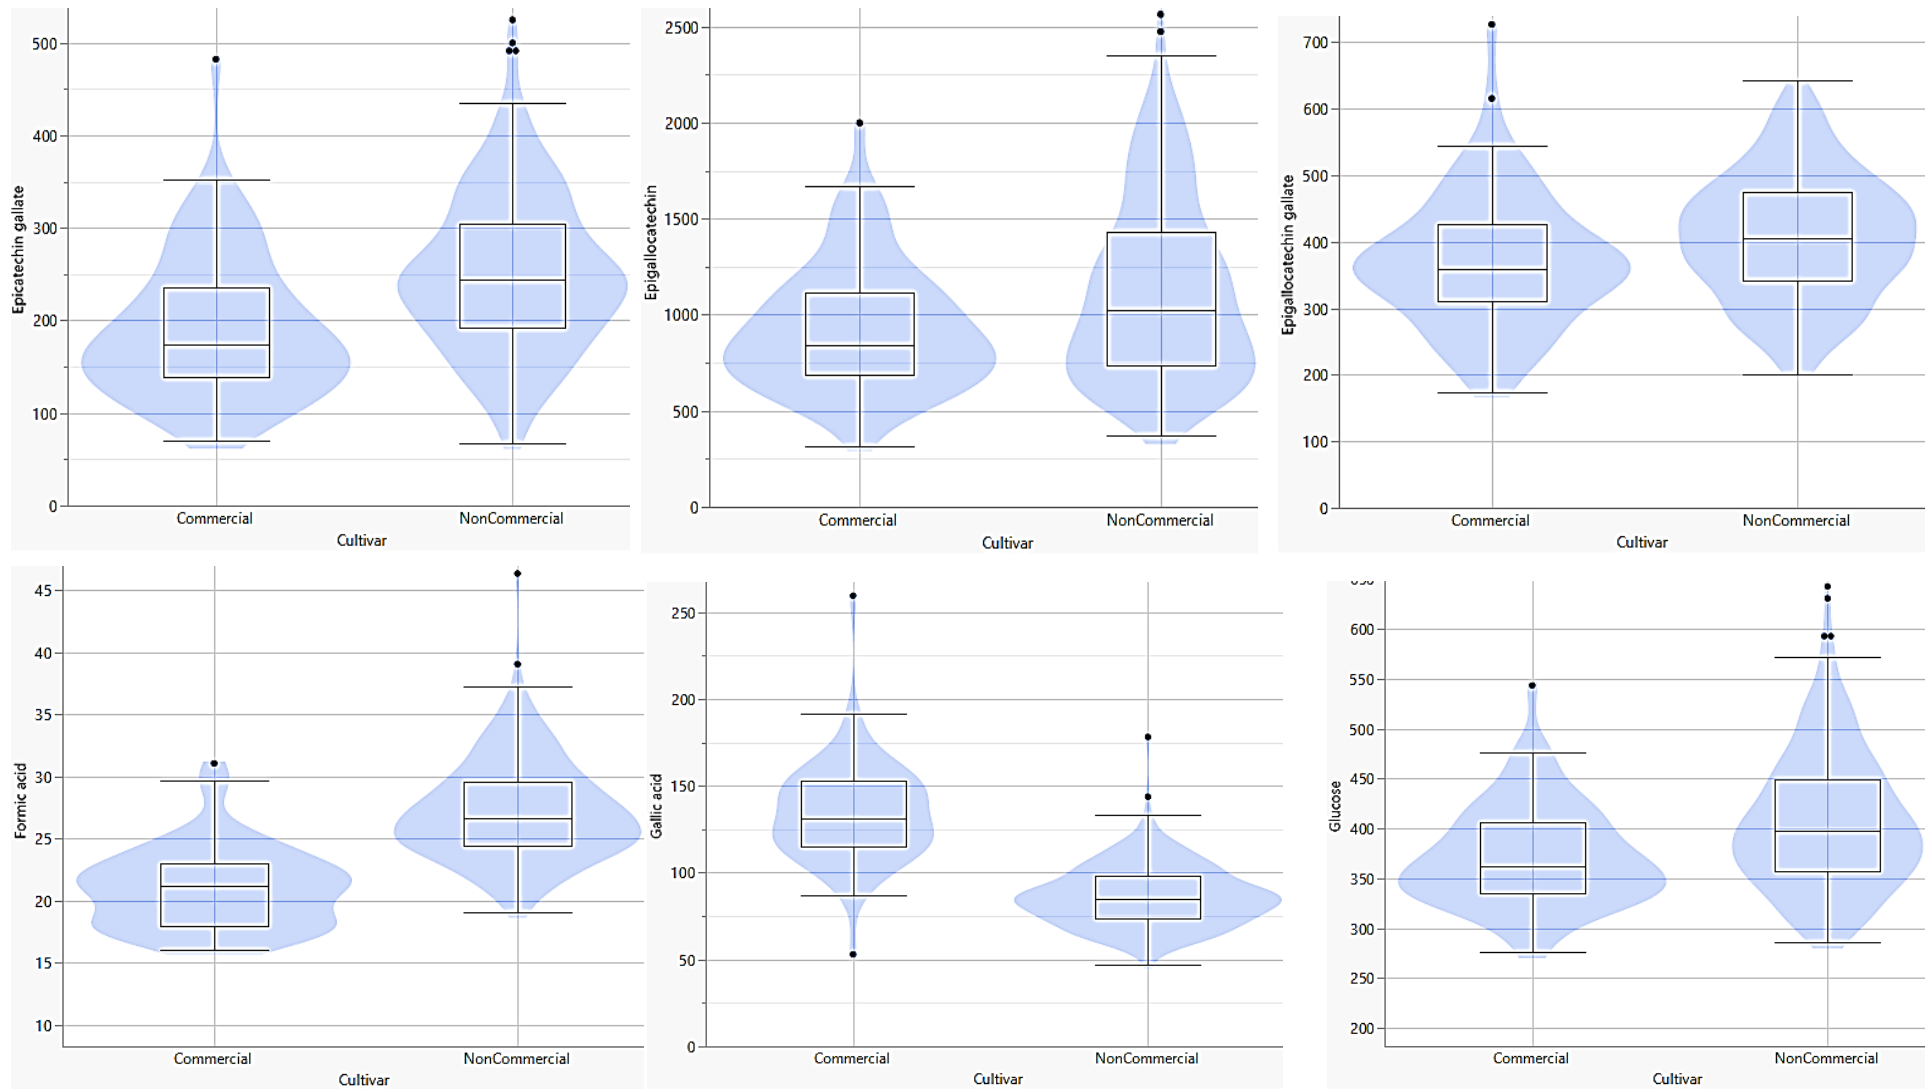 Epicatechin gallate
500
400
300
200
100
0
Commercial
NonCommercial
Cultivar
Epigallocatechin
2500
2000
1500
1000
500
0
Commercial
NonCommercial
Cultivar
Epigallocatechin gallate
700
600
500
400
300
200
100
0
Commercial
NonCommercial
Cultivar
Formic acid
45
40
35
30
25
20
15
10
Commercial
NonCommercial
Cultivar
Gallic acid
250
200
150
100
50
0
Commercial
NonCommercial
Cultivar
Glucose
600
550
500
450
400
350
300
250
200
Commercial
NonCommercial
Cultivar